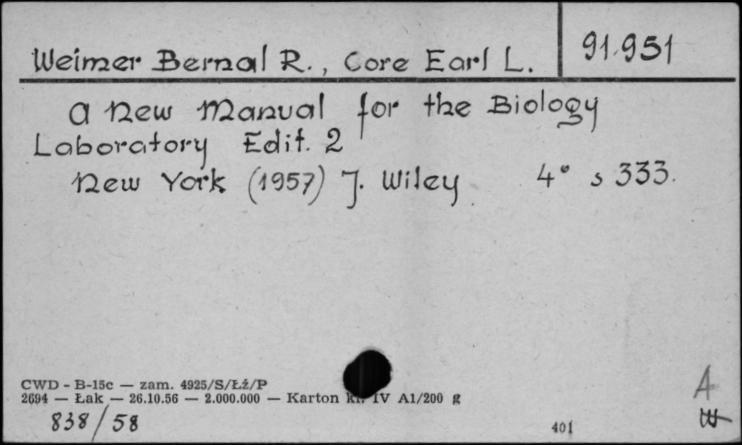 Weimer Bernal R., Core Earl L.
91.951
a new Manual for the Biology
Laboratory Edit. 2
New York (1957) J. Wiley 4° s 333.
CWD - B-15c — zam. 4925/S/Łż/P
2694 — Łak — 26.10.56 — 2.000.000 — Karton kl. IV A1/200 g
838/58
401
A